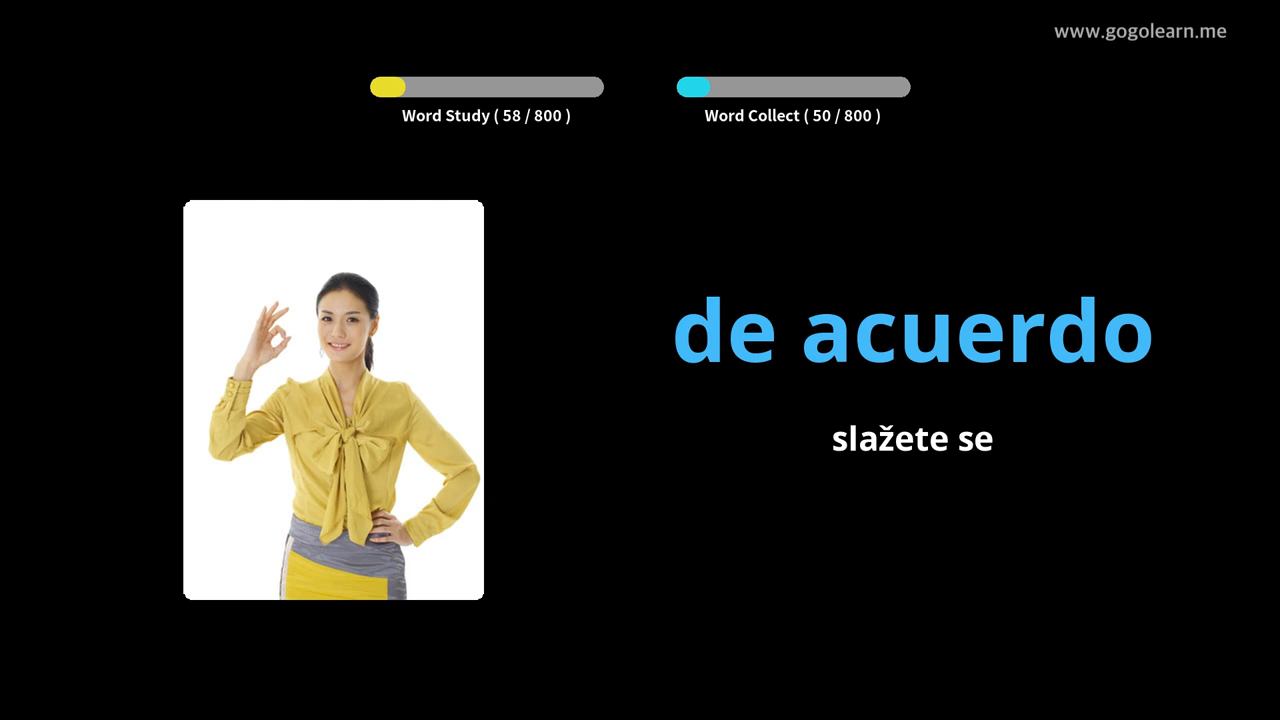 www.gogolearn.me
Word Study ( 58 / 800 )
Word Collect ( 50 / 800 )
de acuerdo
slažete se